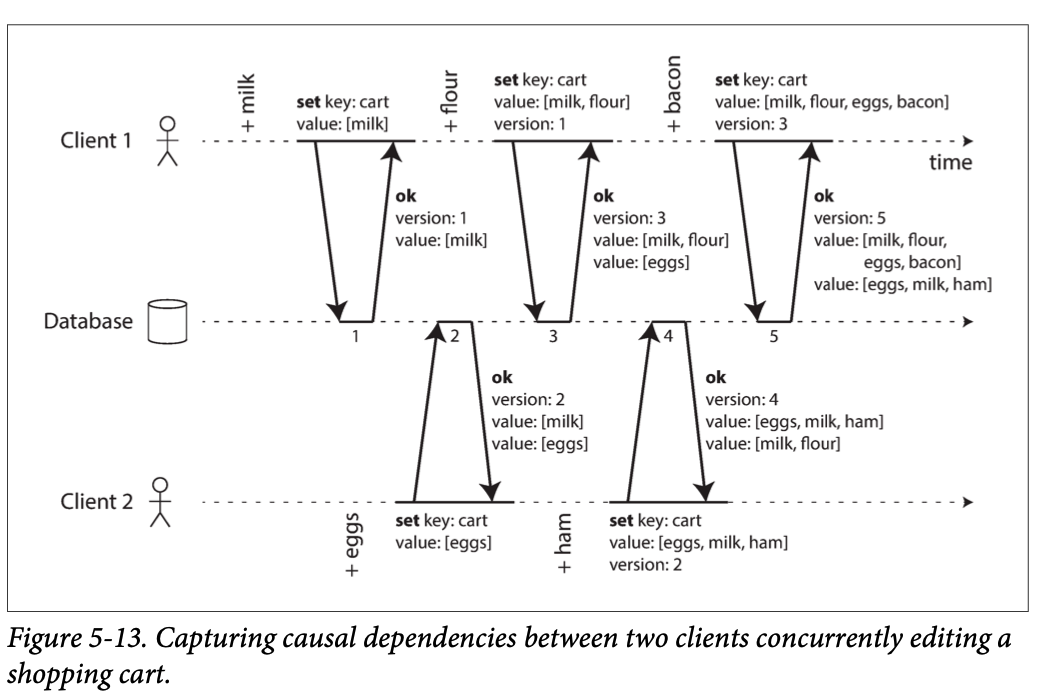 + milk
set key: cart
value: [milk]
+ flour
set key: cart
value: [milk, flour]
version: 1
+ bacon
set key: cart
value: [milk, flour, eggs, bacon]
version: 3
Client 1
time
ok
version: 1
value: [milk]
ok
version: 3
value: [milk, flour]
value: [eggs]
ok
version: 5
value: [milk, flour,
eggs, bacon]
value: [eggs, milk, ham]
Database
1
2
3
4
5
ok
version: 2
value: [milk]
value: [eggs]
ok
version: 4
value: [eggs, milk, ham]
value: [milk, flour]
Client 2
+ eggs
set key: cart
value: [eggs]
+ ham
set key: cart
value: [eggs, milk, ham]
version: 2
Figure 5-13. Capturing causal dependencies between two clients concurrently editing a
shopping cart.